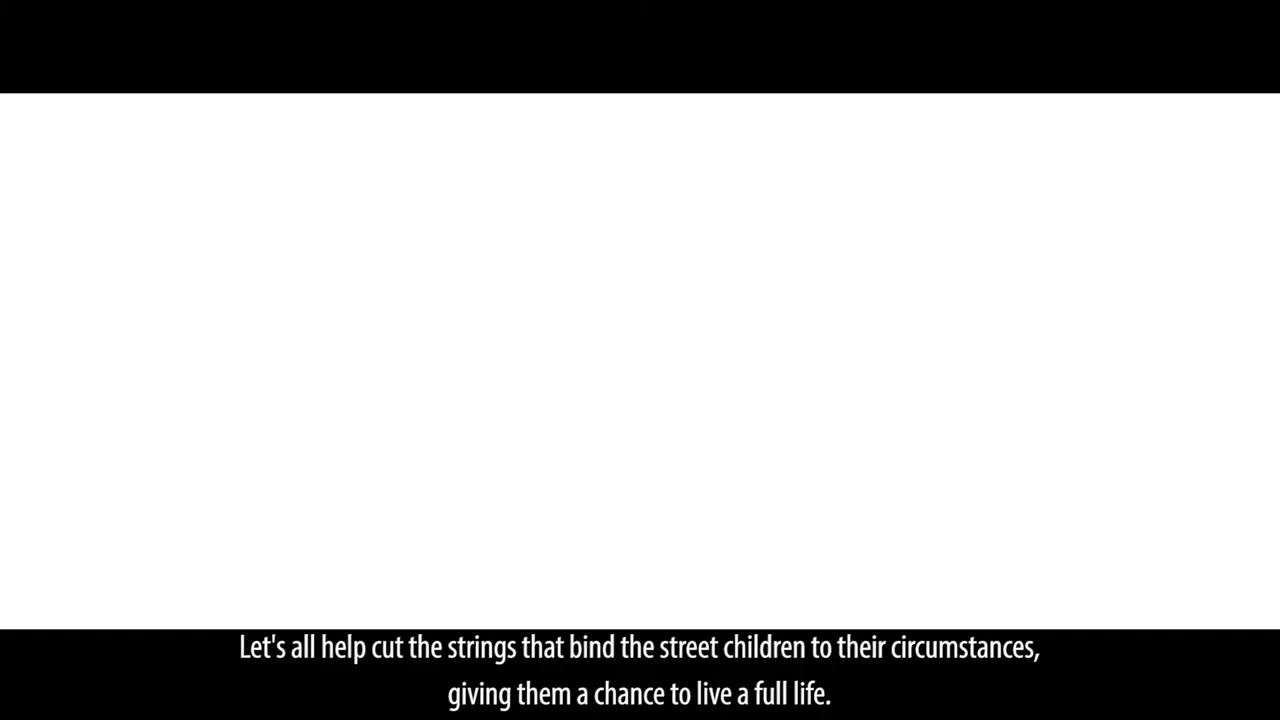 Let's all help cut the strings that bind the street children to their circumstances,
giving them a chance to live a full life.